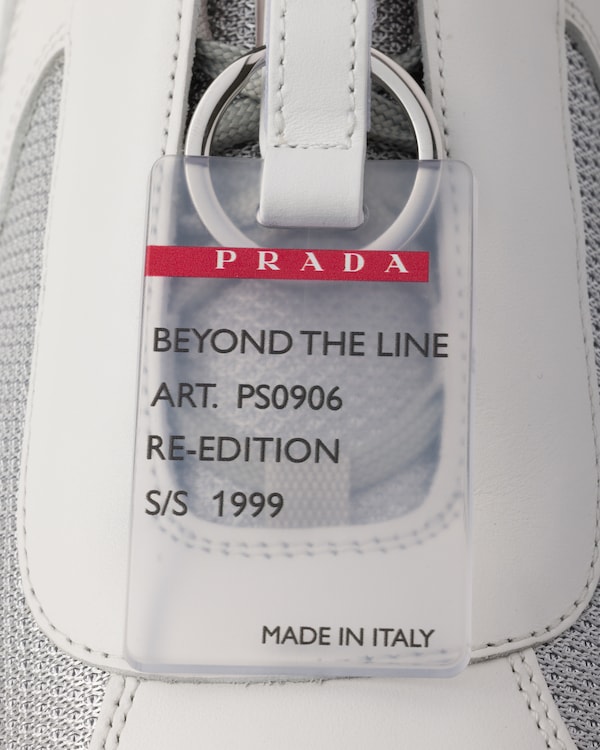 PRADA
BEYOND THE LINE
ART. PS0906
RE-EDITION
S/S 1999
MADE IN ITALY